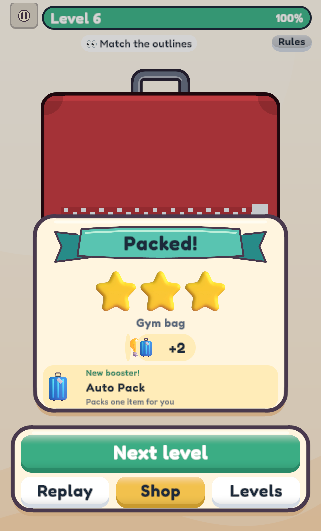 Level 6
100%
Match the outlines
Rules
Packed!
Gym bag
+2
New booster!
Auto Pack
Packs one item for you
Next level
Replay
Shop
Levels